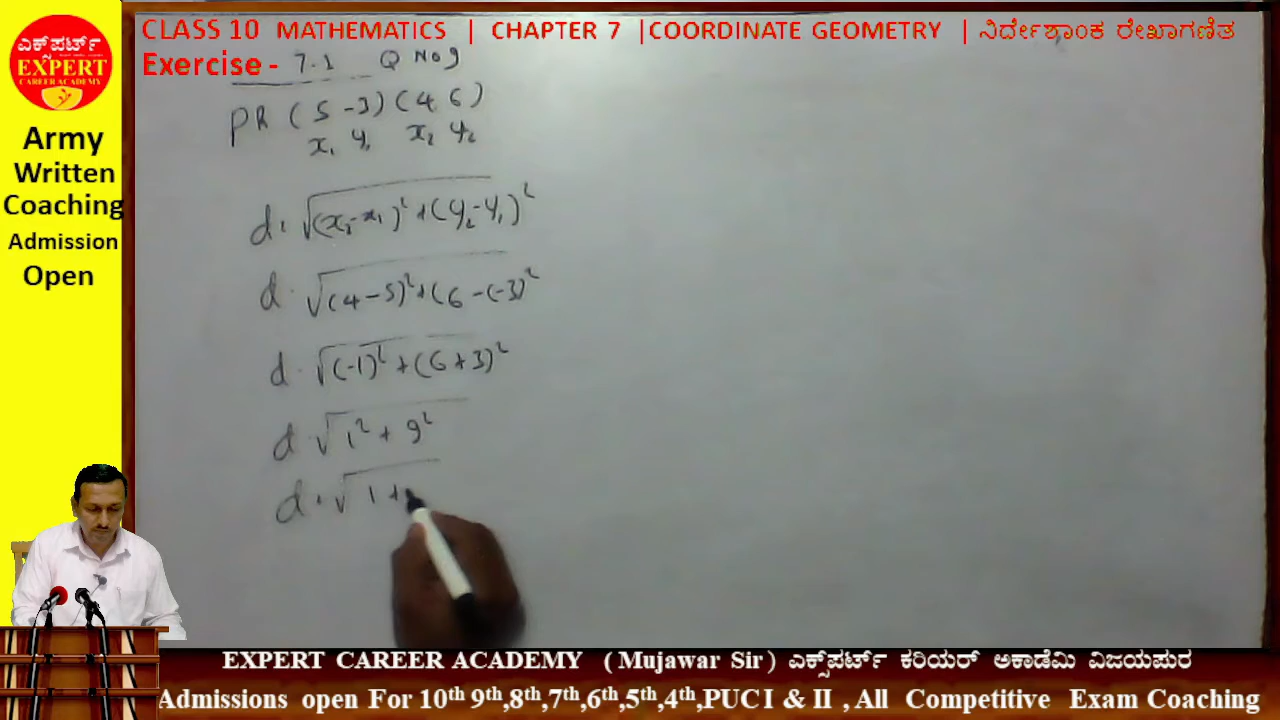 CLASS 10 MATHEMATICS | CHAPTER 7 |COORDINATE GEOMETRY | ನಿರ್ದೇಶಾಂಕ ರೇಖಾಗಣಿತ
Exercise - 7.1 Q No 9
ಎಕ್ಸ್‌ಪರ್ಟ್
EXPERT
CAREER ACADEMY
Army
Written
Coaching
Admission
Open
PR (5 -3) (4 6)
x₁ y₁ x₂ y₂
d = √(x₂-x₁)² + (y₂-y₁)²
d = √(4-5)² + (6-(-3)²
d = √(-1)² + (6+3)²
d = √1² + 9²
d = √1+
EXPERT CAREER ACADEMY (Mujawar Sir) ಎಕ್ಸ್‌ಪರ್ಟ್ ಕರಿಯರ್ ಅಕಾಡೆಮಿ ವಿಜಯಪುರ
Admissions open For 10th 9th,8th,7th,6th,5th,4th,PUC I & II , All Competitive Exam Coaching